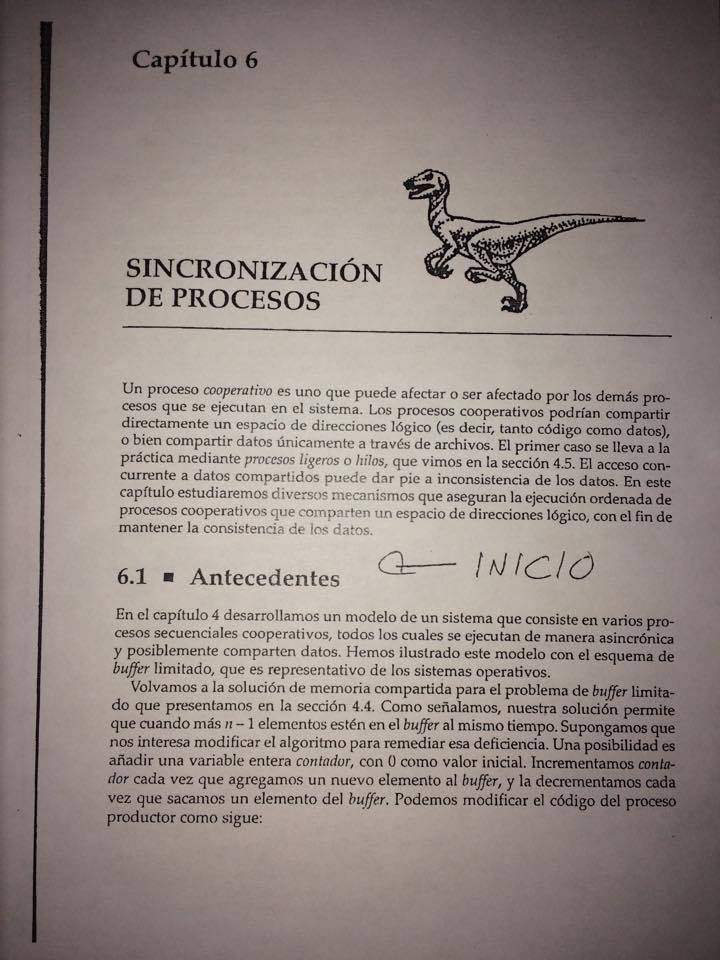 Capítulo 6
SINCRONIZACIÓN
DE PROCESOS
Un proceso cooperativo es uno que puede afectar o ser afectado por los demás pro-
cesos que se ejecutan en el sistema. Los procesos cooperativos podrían compartir
directamente un espacio de direcciones lógico (es decir, tanto código como datos),
o bien compartir datos únicamente a través de archivos. El primer caso se lleva a la
práctica mediante procesos ligeros o hilos, que vimos en la sección 4.5. El acceso con-
currente a datos compartidos puede dar pie a inconsistencia de los datos. En este
capítulo estudiaremos diversos mecanismos que aseguran la ejecución ordenada de
procesos cooperativos que comparten un espacio de direcciones lógico, con el fin de
mantener la consistencia de los datos.
6.1 ■ Antecedentes
INICIO
En el capítulo 4 desarrollamos un modelo de un sistema que consiste en varios pro-
cesos secuenciales cooperativos, todos los cuales se ejecutan de manera asincrónica
y posiblemente comparten datos. Hemos ilustrado este modelo con el esquema de
buffer limitado, que es representativo de los sistemas operativos.
Volvamos a la solución de memoria compartida para el problema de buffer limita-
do que presentamos en la sección 4.4. Como señalamos, nuestra solución permite
que cuando más n – 1 elementos estén en el buffer al mismo tiempo. Supongamos que
nos interesa modificar el algoritmo para remediar esa deficiencia. Una posibilidad es
añadir una variable entera contador, con 0 como valor inicial. Incrementamos conta-
dor cada vez que agregamos un nuevo elemento al buffer, y la decrementamos cada
vez que sacamos un elemento del buffer. Podemos modificar el código del proceso
productor como sigue: